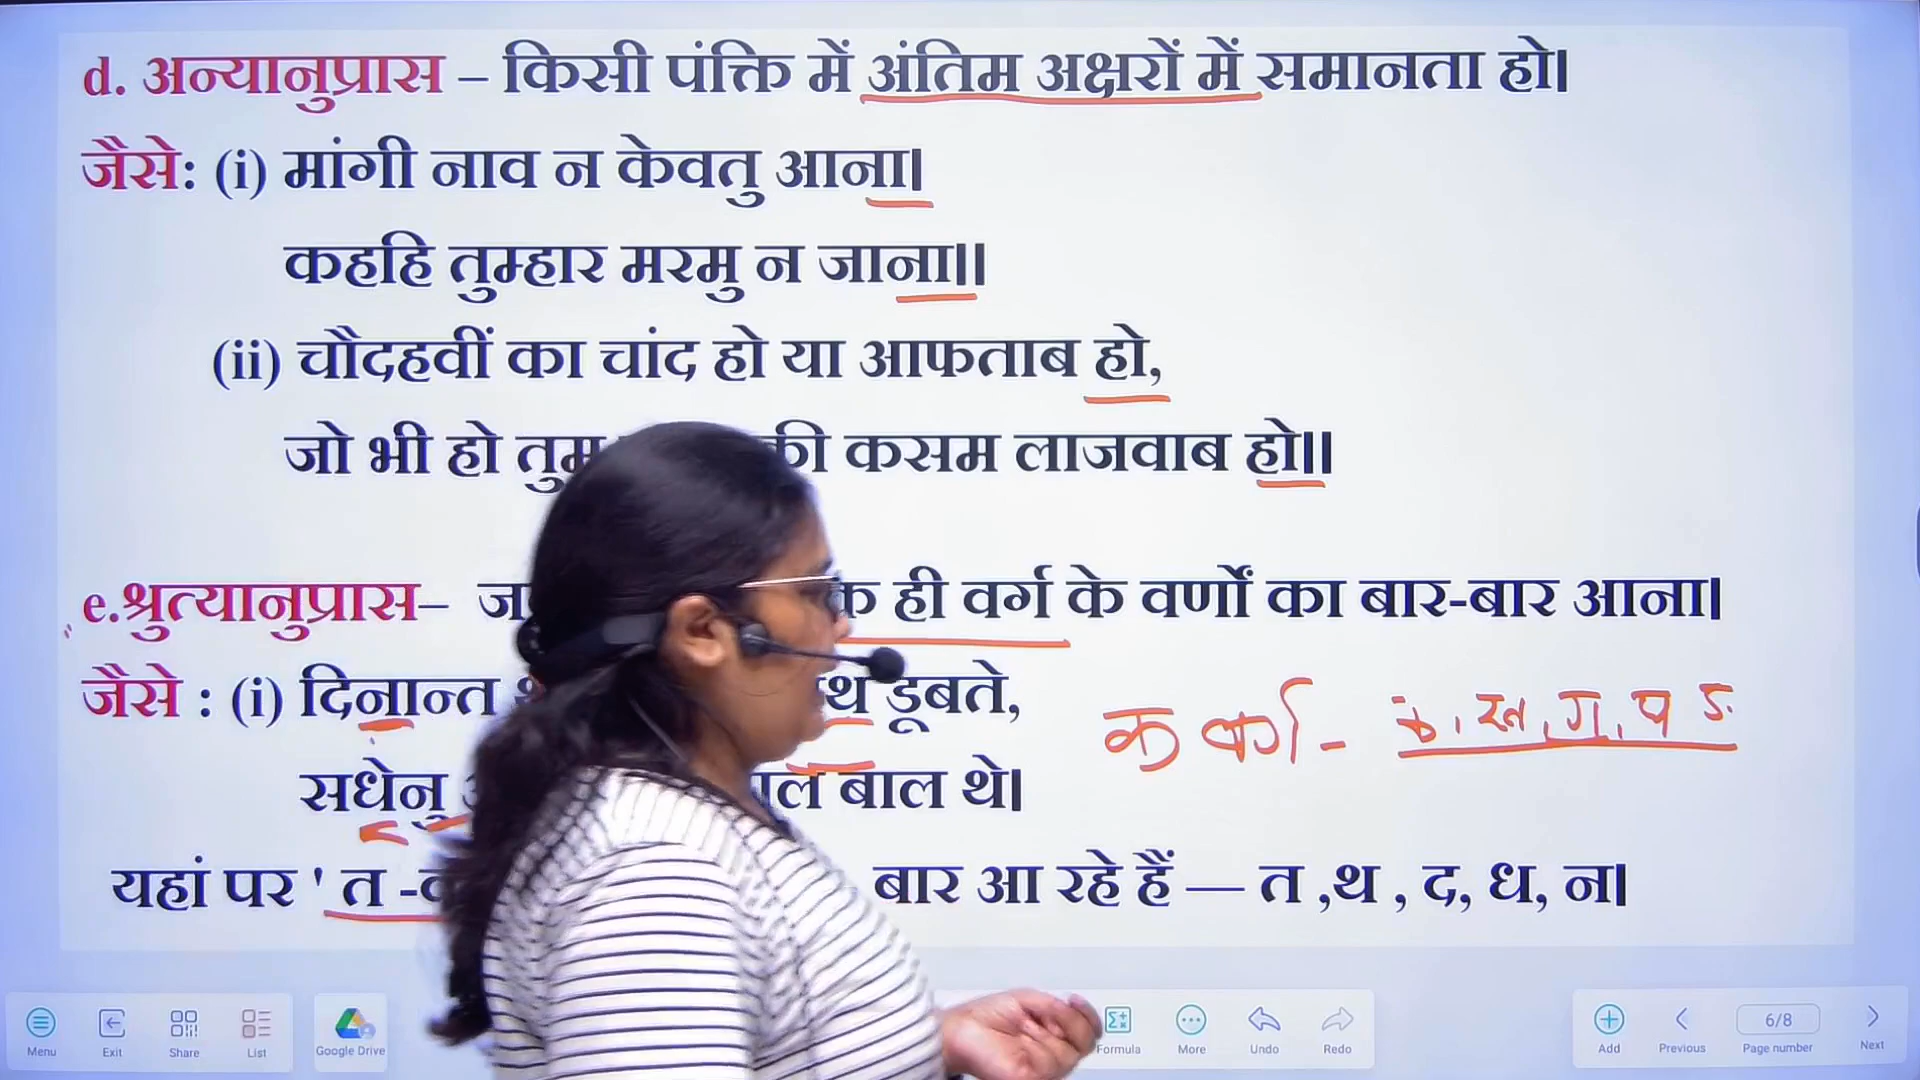 d. अन्यानुप्रास – किसी पंक्ति में अंतिम अक्षरों में समानता हो।
जैसे: (i) मांगी नाव न केवतु आना।
कहहि तुम्हार मरमु न जाना॥
(ii) चौदहवीं का चांद हो या आफताब हो,
जो भी हो तुम की कसम लाजवाब हो॥
e.श्रुत्यानुप्रास– ही वर्ग के वर्णों का बार-बार आना।
जैसे : (i) दिनान्त डूबते,
क वर्ग - क, ख, ग, घ ङ
सधेनु बाल थे।
यहां पर ' त - बार आ रहे हैं — त ,थ , द, ध, न।
Menu Exit Share List Google Drive Formula More Undo Redo Add Previous 6/8 Page number Next